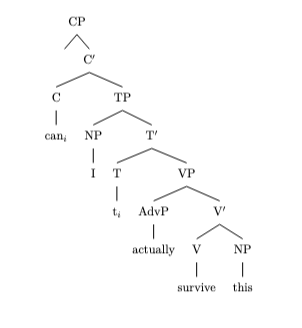 CP
C′
C TP
can_i NP T′
I T VP
t_i AdvP V′
actually V NP
survive this